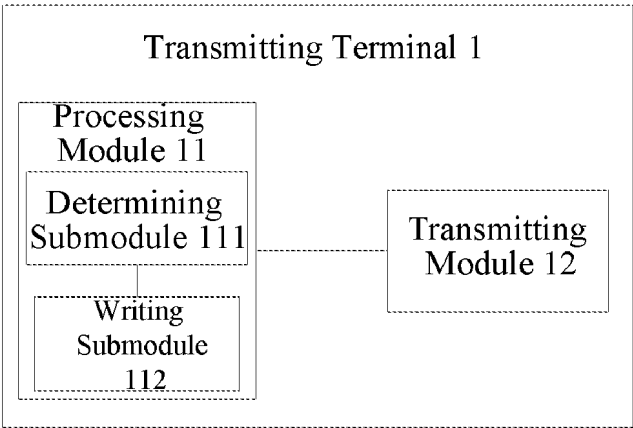 Transmitting Terminal 1
Processing
Module 11
Determining
Submodule 111
Writing
Submodule
112
Transmitting
Module 12